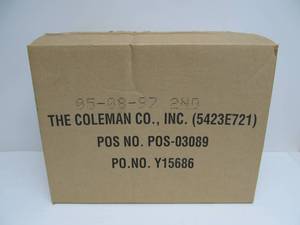 05-08-97 2ND
THE COLEMAN CO., INC. (5423E721)
POS NO. POS-03089
PO.NO. Y15686